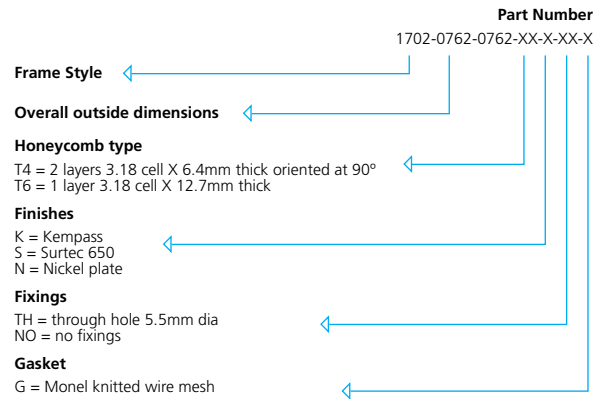 Part Number
1702-0762-0762-XX-X-XX-X
Frame Style
Overall outside dimensions
Honeycomb type
T4 = 2 layers 3.18 cell X 6.4mm thick oriented at 90º
T6 = 1 layer 3.18 cell X 12.7mm thick
Finishes
K = Kempass
S = Surtec 650
N = Nickel plate
Fixings
TH = through hole 5.5mm dia
NO = no fixings
Gasket
G = Monel knitted wire mesh